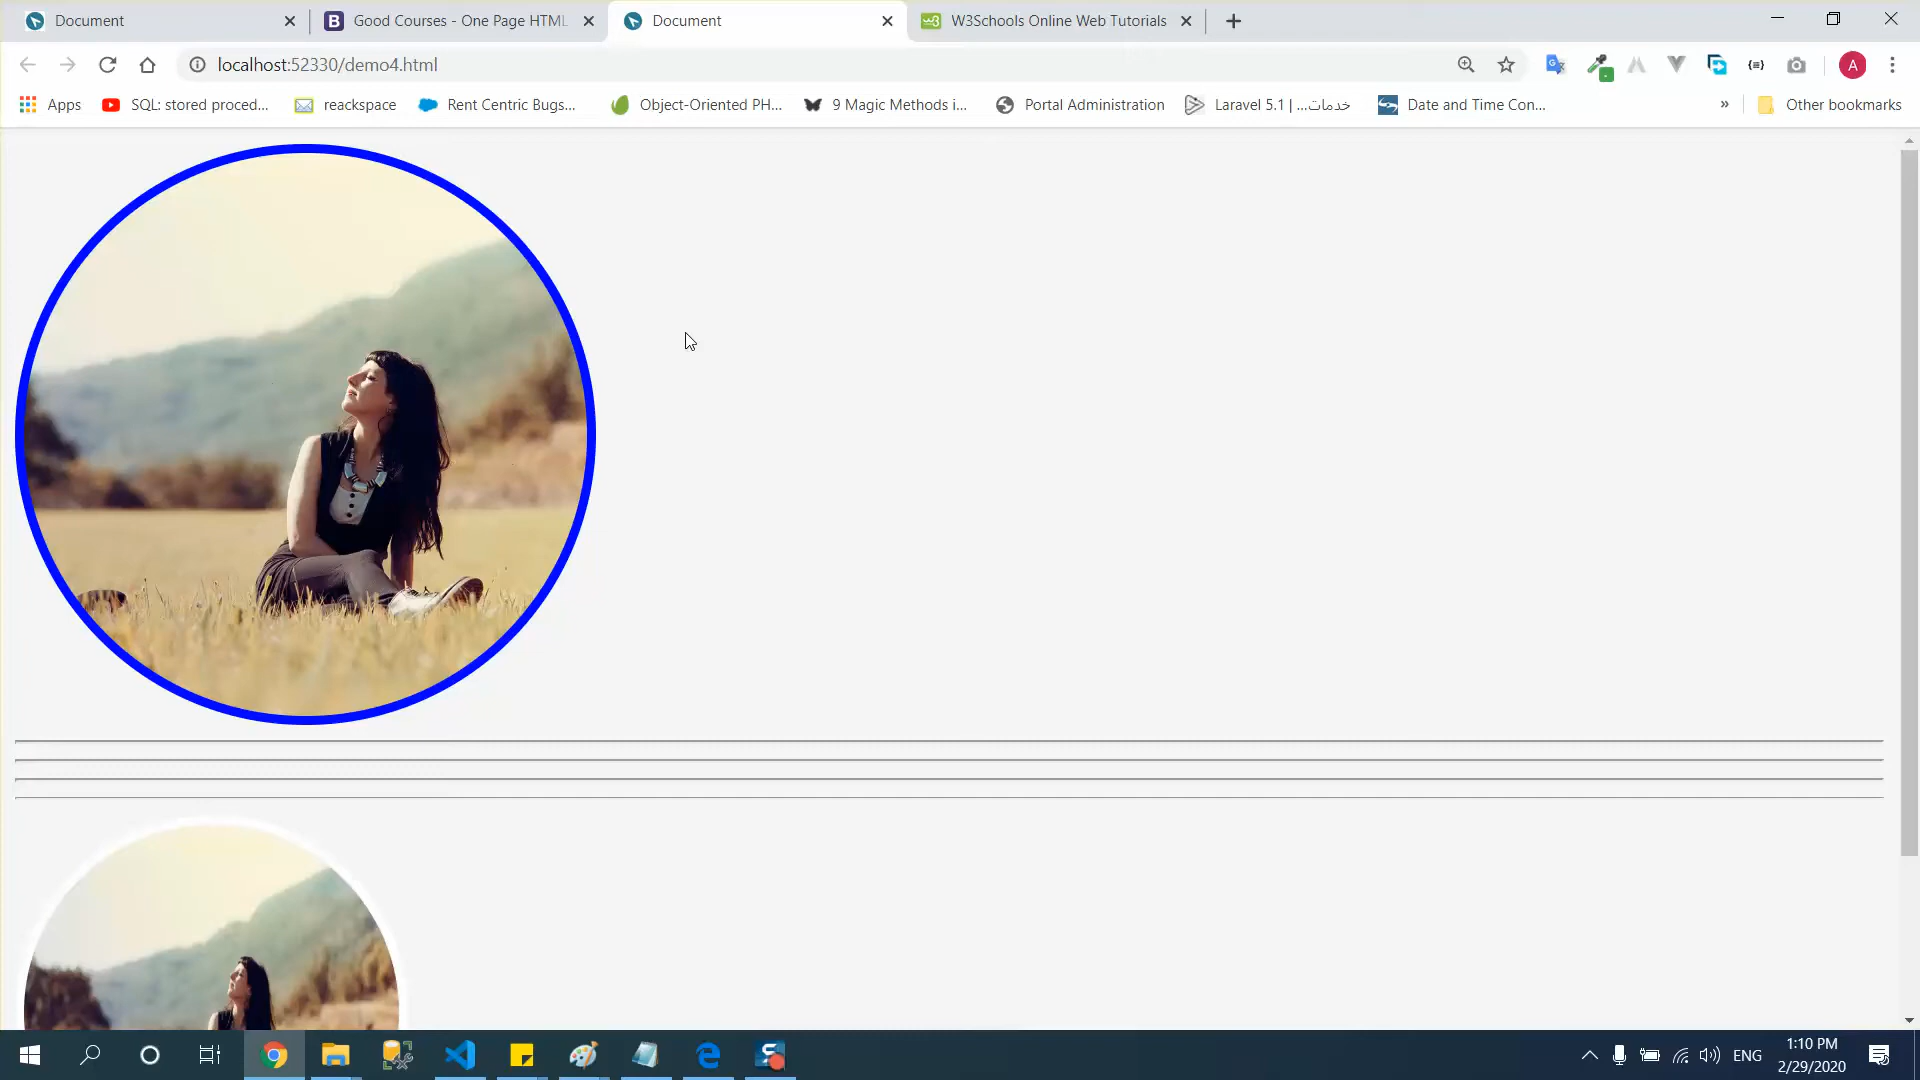 Document
Good Courses - One Page HTML
Document
W3Schools Online Web Tutorials
localhost:52330/demo4.html
A
Apps
SQL: stored proced...
reackspace
Rent Centric Bugs...
Object-Oriented PH...
9 Magic Methods i...
Portal Administration
Laravel 5.1 | ...خدمات
Date and Time Con...
»
Other bookmarks
ENG
1:10 PM
2/29/2020